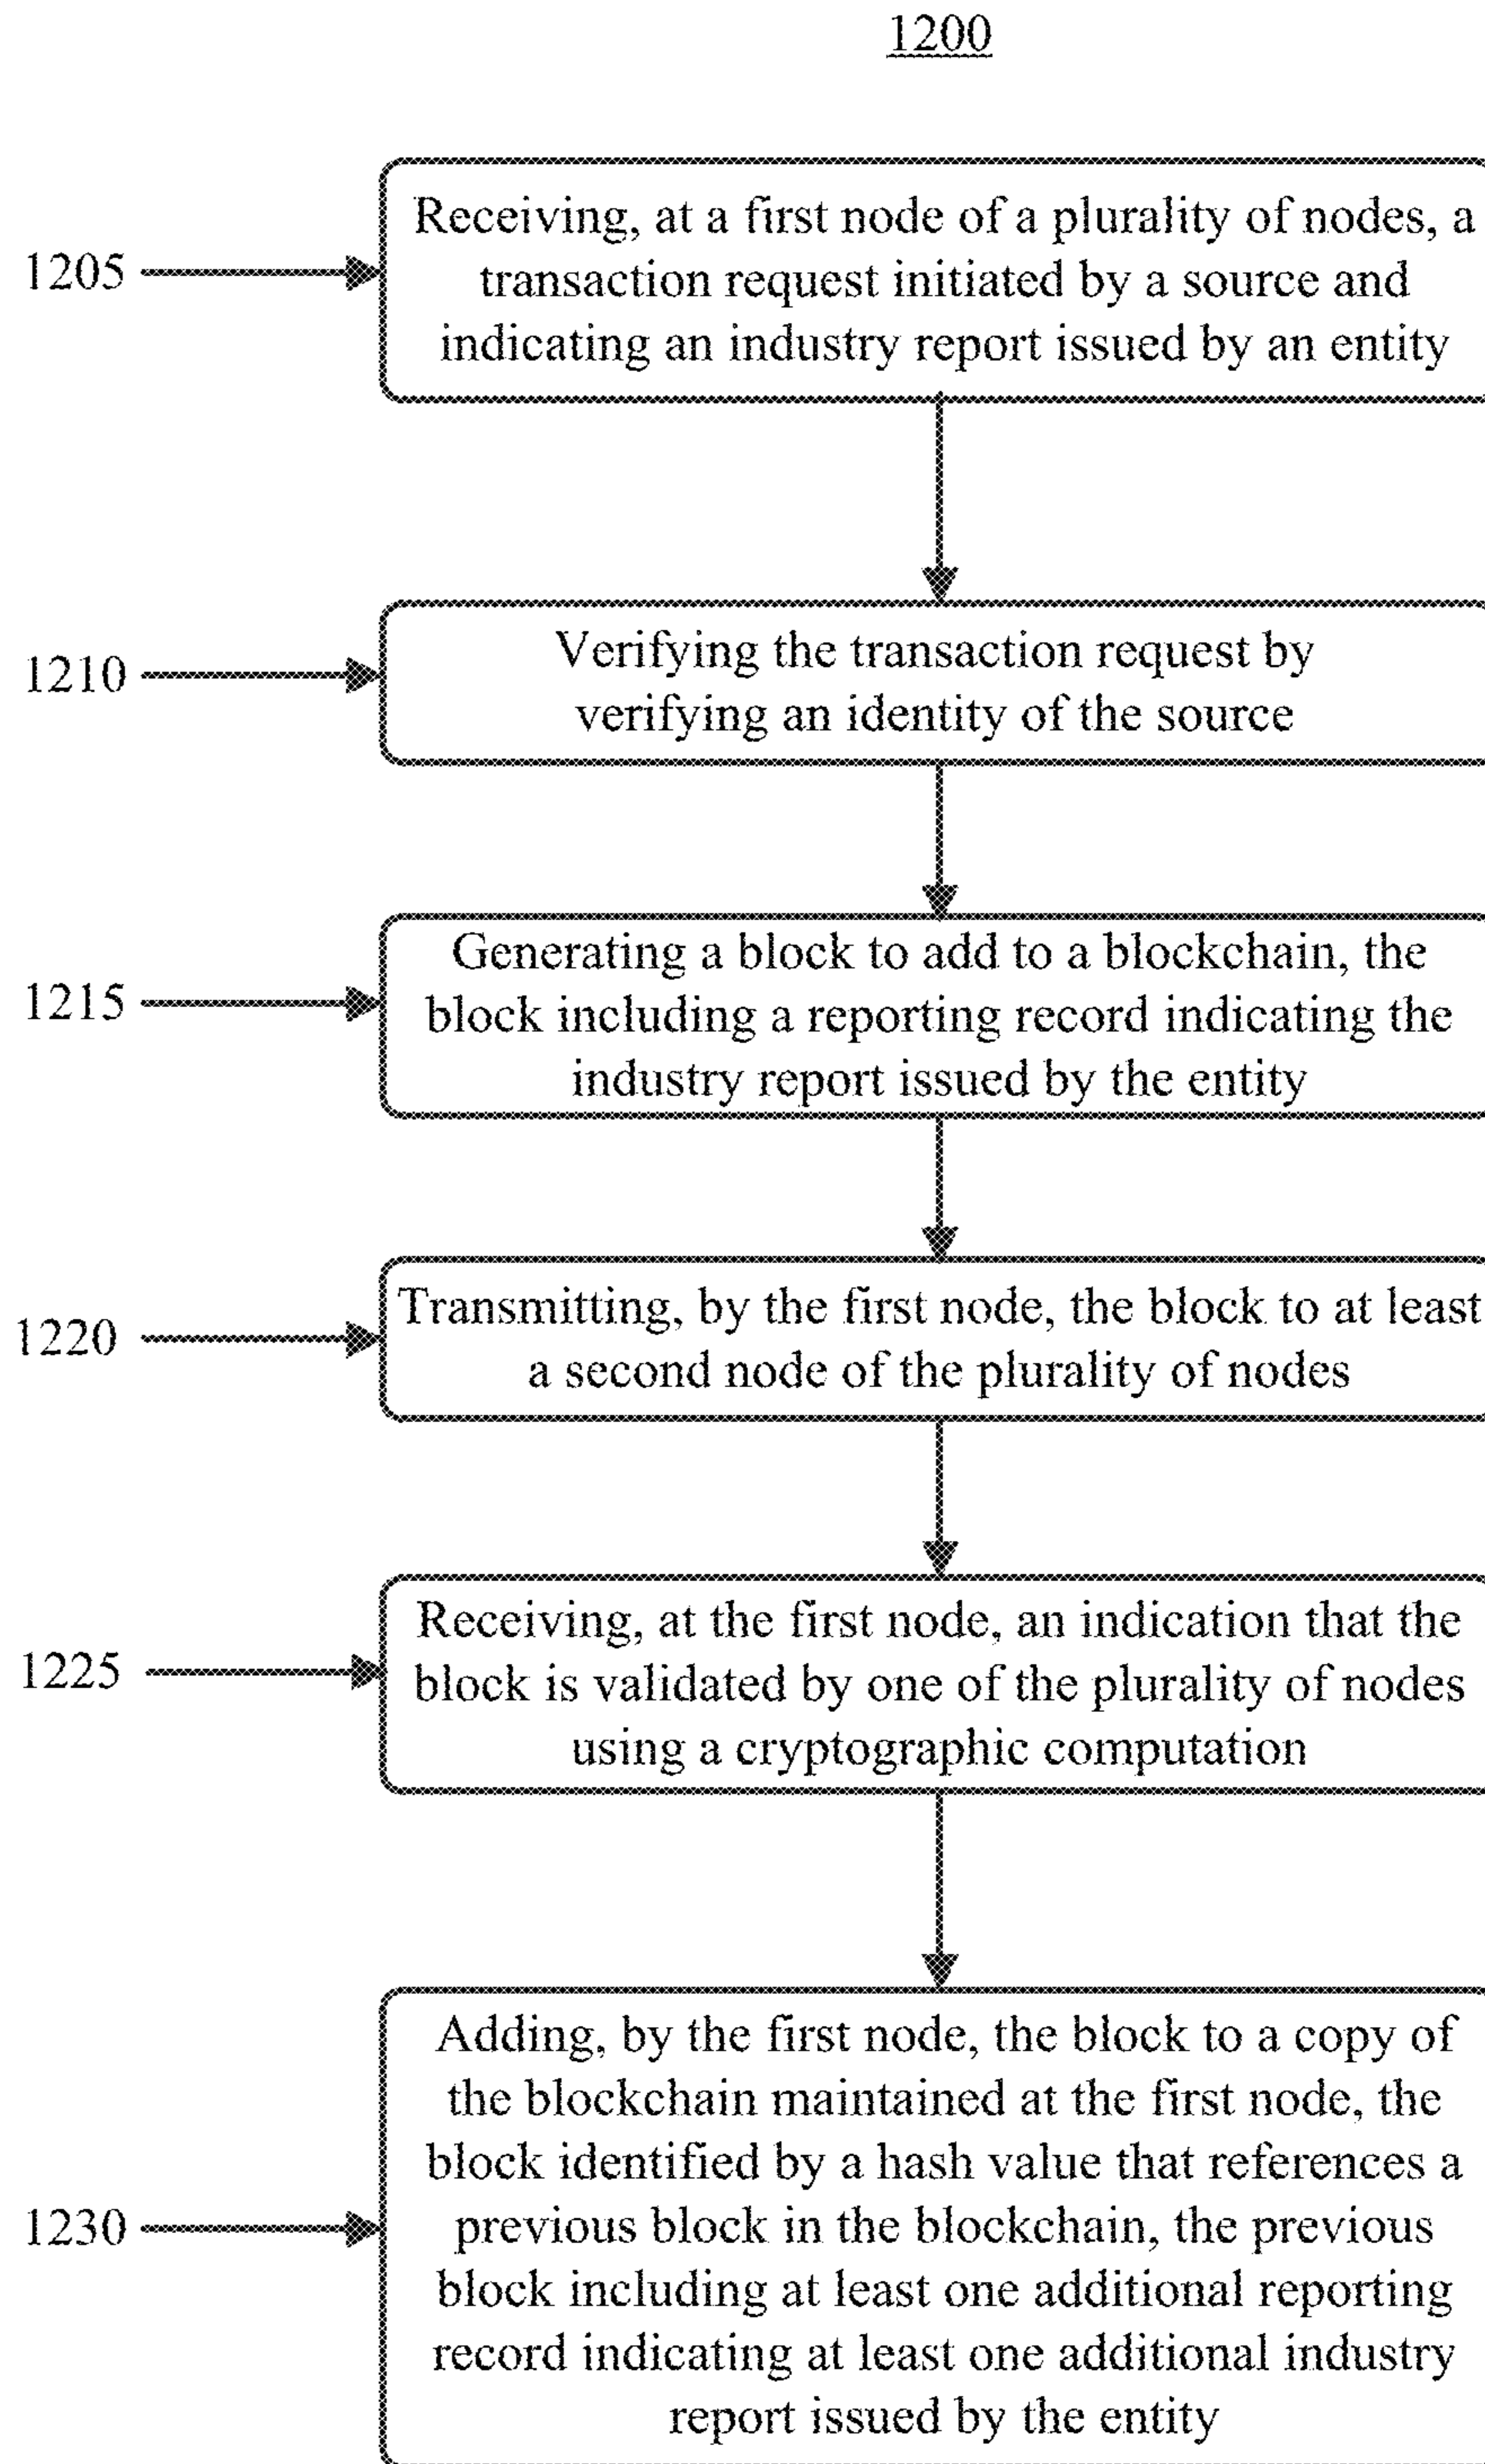 1200
1205
Receiving, at a first node of a plurality of nodes, a
transaction request initiated by a source and
indicating an industry report issued by an entity
1210
Verifying the transaction request by
verifying an identity of the source
1215
Generating a block to add to a blockchain, the
block including a reporting record indicating the
industry report issued by the entity
1220
Transmitting, by the first node, the block to at least
a second node of the plurality of nodes
1225
Receiving, at the first node, an indication that the
block is validated by one of the plurality of nodes
using a cryptographic computation
1230
Adding, by the first node, the block to a copy of
the blockchain maintained at the first node, the
block identified by a hash value that references a
previous block in the blockchain, the previous
block including at least one additional reporting
record indicating at least one additional industry
report issued by the entity